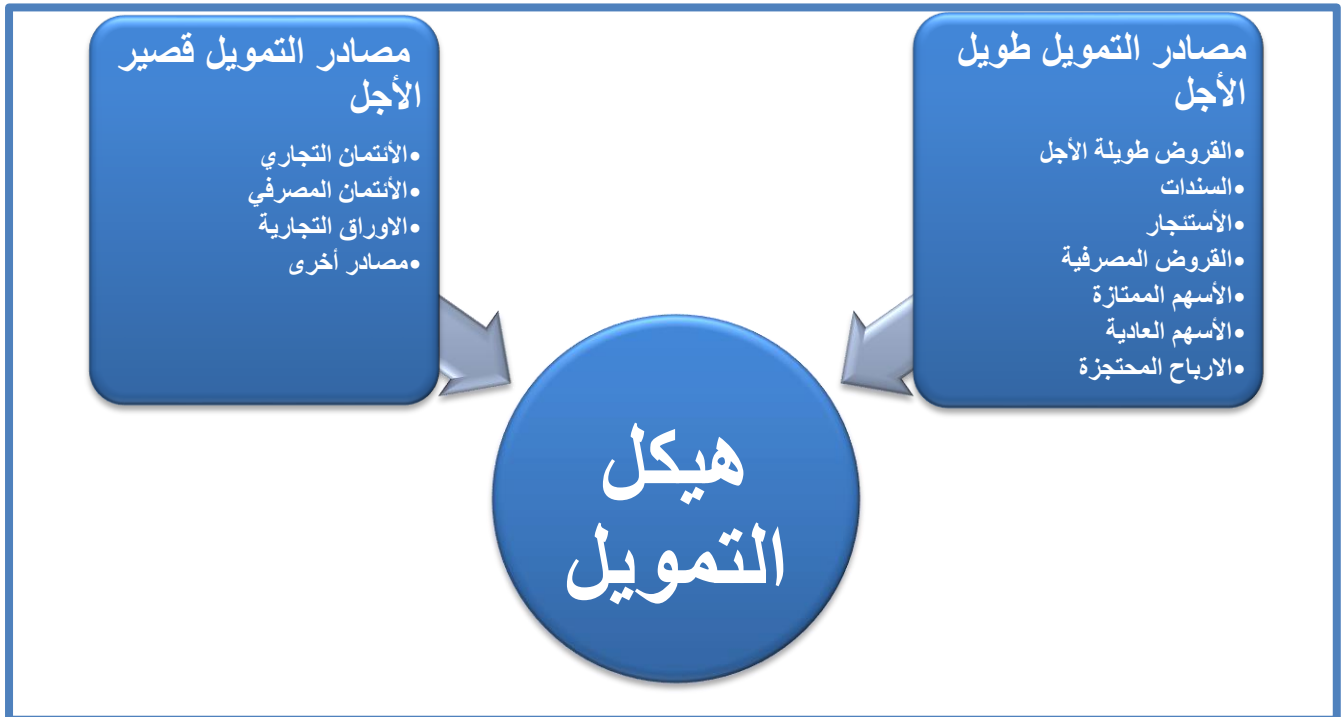 مصادر التمويل طويل
الأجل
•القروض طويلة الأجل
•السندات
•الأستئجار
•القروض المصرفية
•الأسهم الممتازة
•الأسهم العادية
•الارباح المحتجزة
مصادر التمويل قصير
الأجل
•الأئتمان التجاري
•الأئتمان المصرفي
•الاوراق التجارية
•مصادر أخرى
هيكل
التمويل